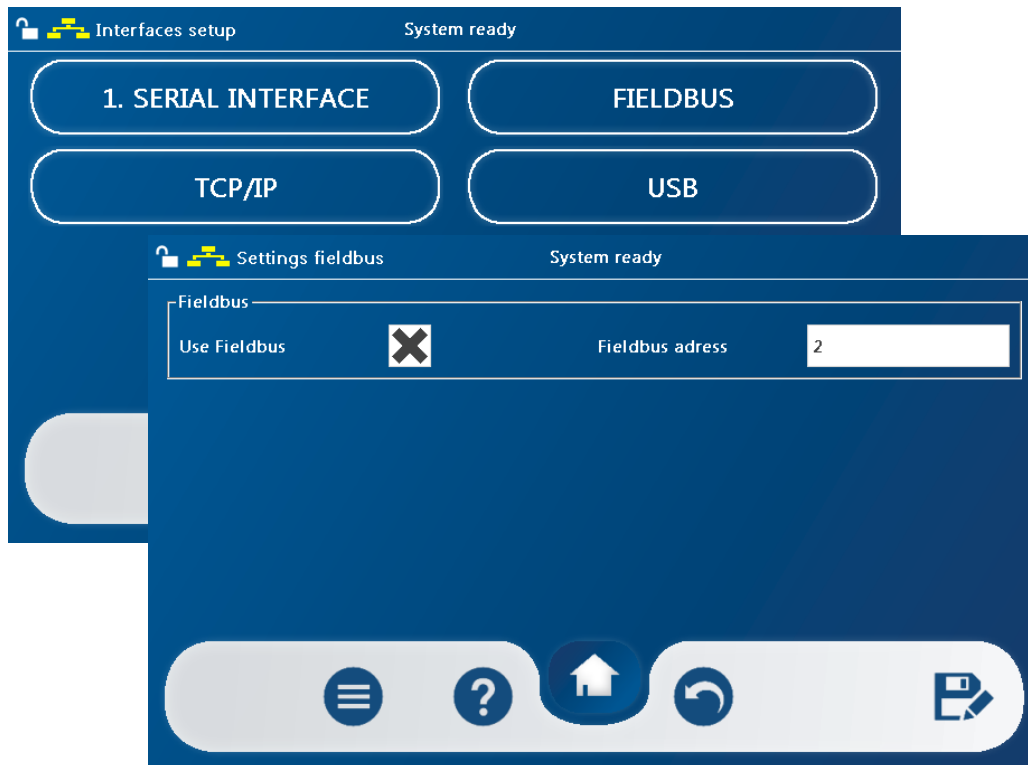 Interfaces setup System ready
1. SERIAL INTERFACE FIELDBUS
TCP/IP USB
Settings fieldbus System ready
Fieldbus
Use Fieldbus Fieldbus adress 2